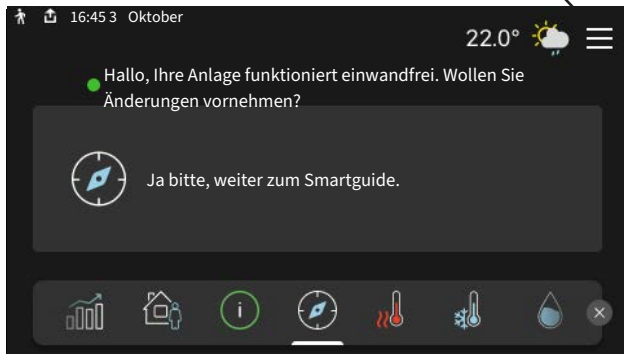 16:45 3 Oktober
22.0°
Hallo, Ihre Anlage funktioniert einwandfrei. Wollen Sie
Änderungen vornehmen?
Ja bitte, weiter zum Smartguide.
i